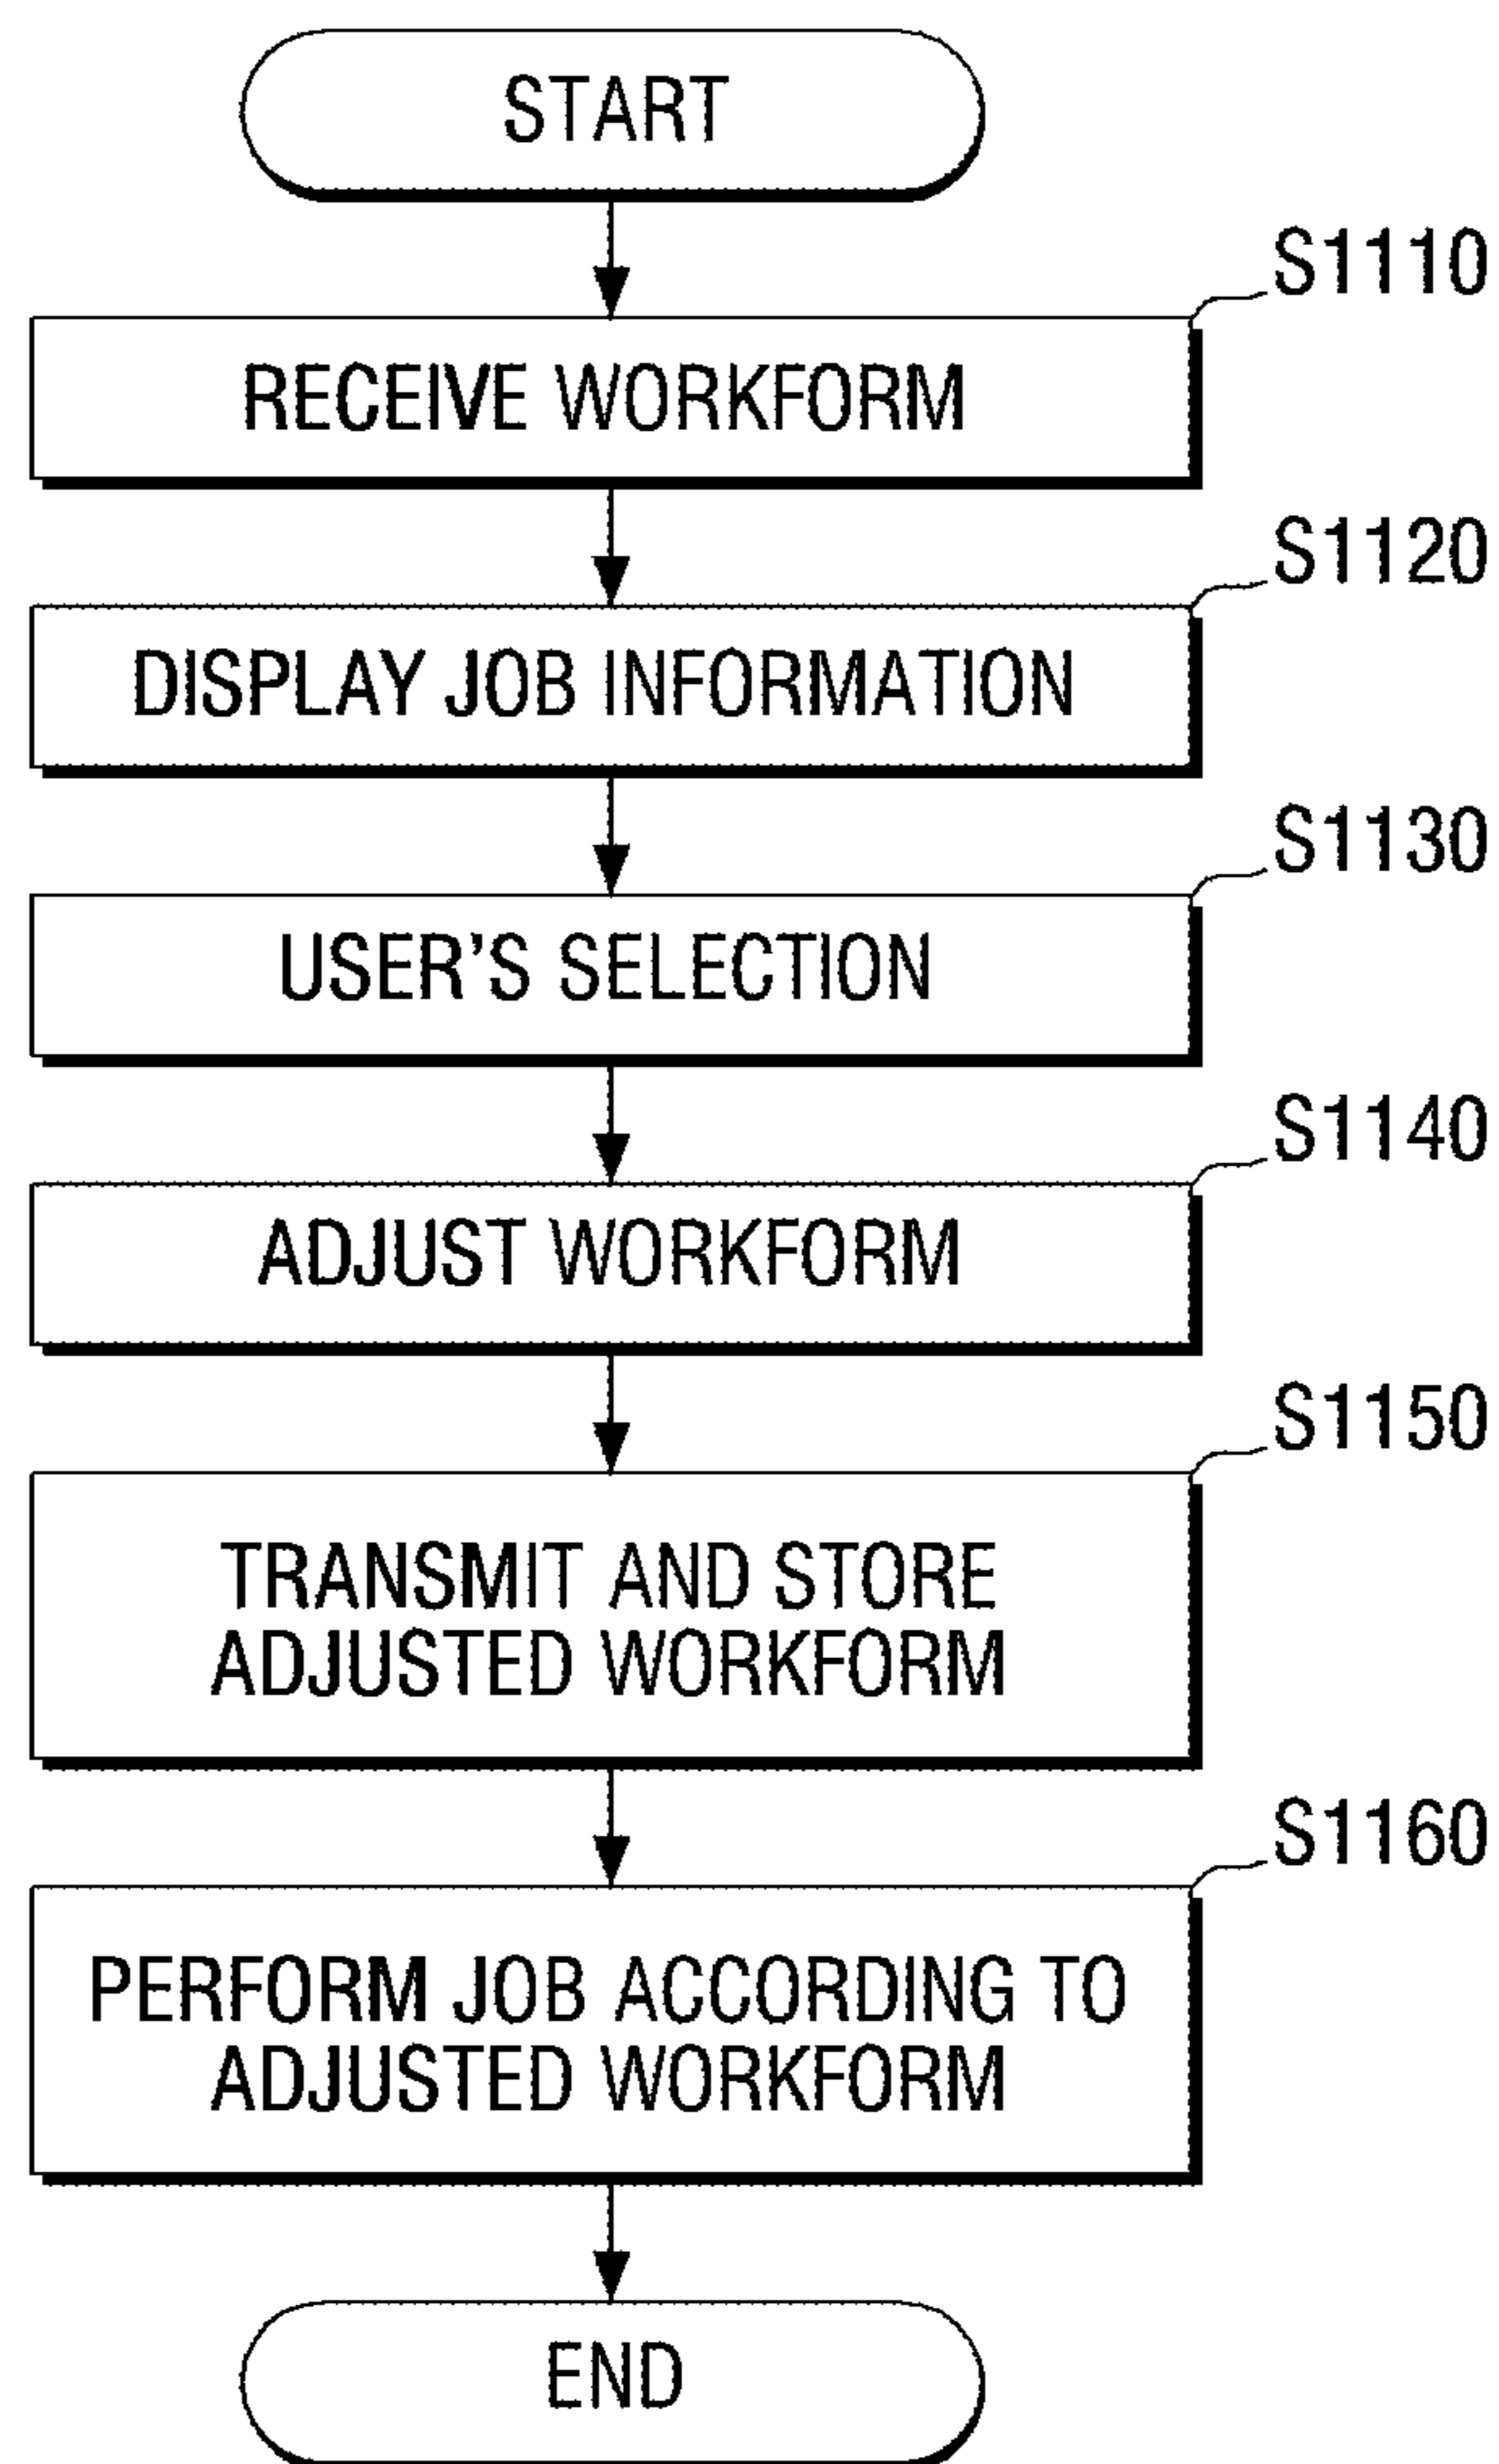 START
S1110
RECEIVE WORKFORM
S1120
DISPLAY JOB INFORMATION
S1130
USER'S SELECTION
S1140
ADJUST WORKFORM
S1150
TRANSMIT AND STORE
ADJUSTED WORKFORM
S1160
PERFORM JOB ACCORDING TO
ADJUSTED WORKFORM
END